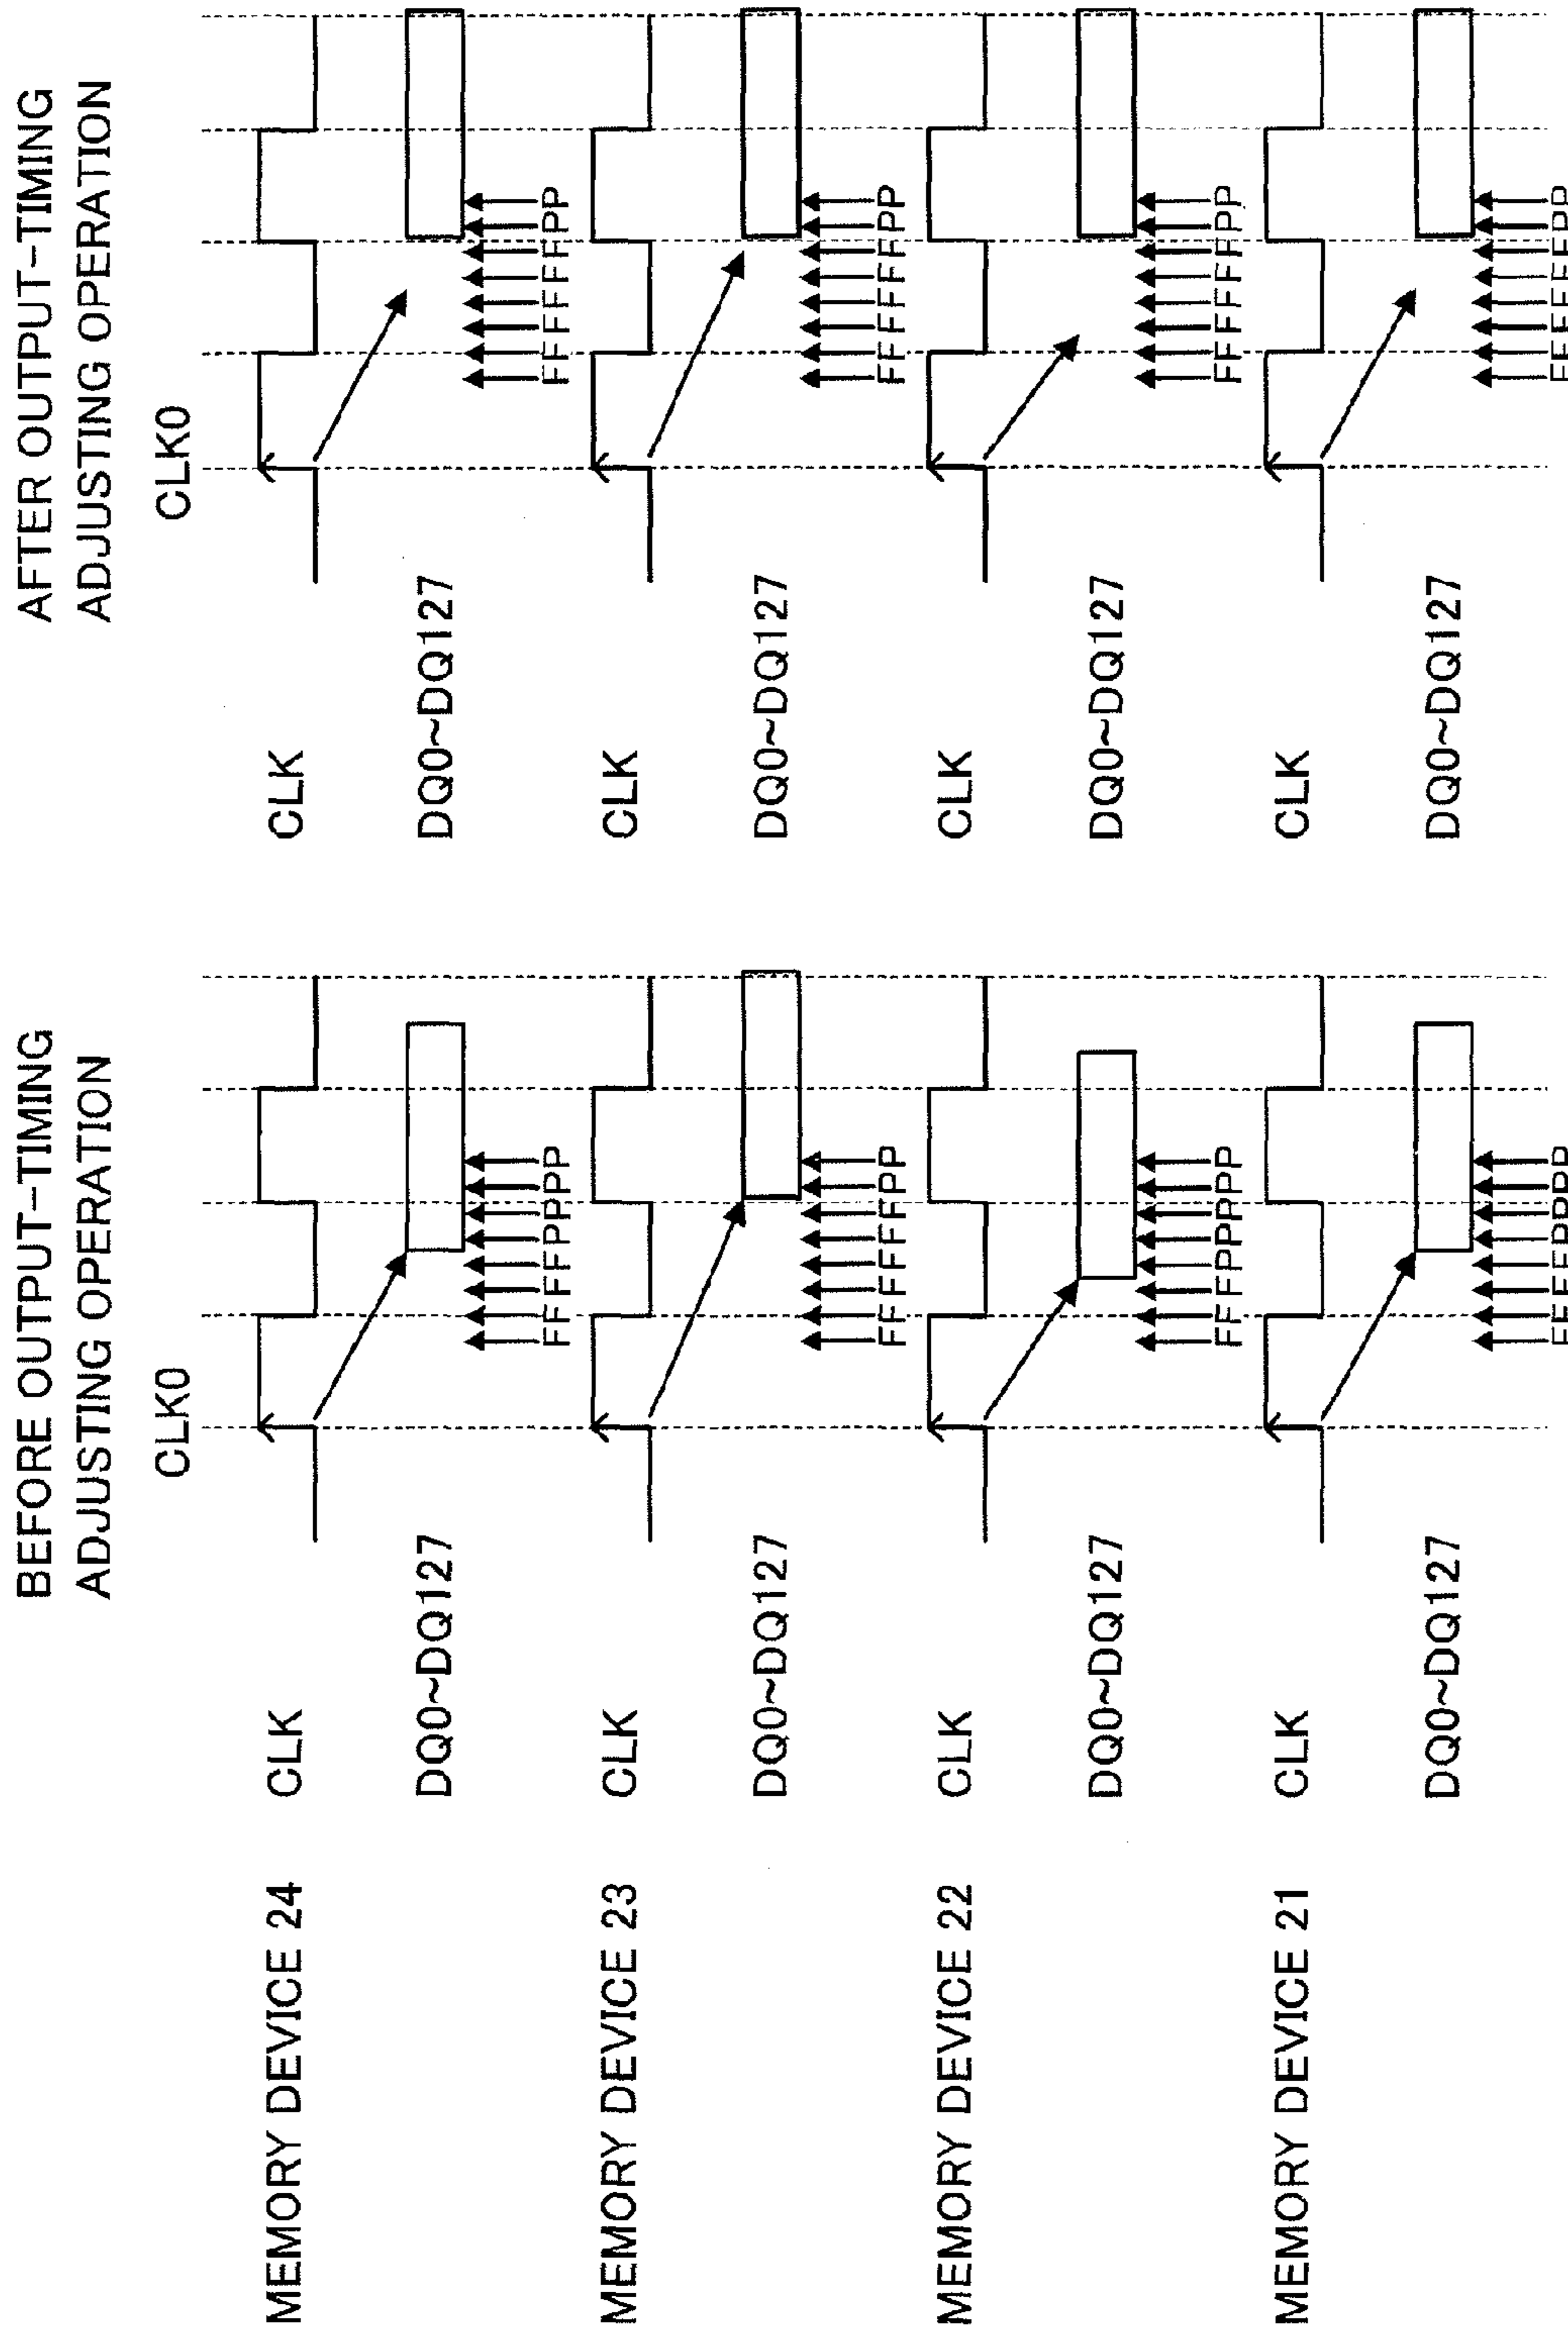 BEFORE OUTPUT-TIMING
ADJUSTING OPERATION
AFTER OUTPUT-TIMING
ADJUSTING OPERATION
CLK0
CLK0
MEMORY DEVICE 24
CLK
DQ0~DQ127
FFFFPPPP
CLK
DQ0~DQ127
FFFFFFPP
MEMORY DEVICE 23
CLK
DQ0~DQ127
FFFFFFPP
CLK
DQ0~DQ127
FFFFFFPP
MEMORY DEVICE 22
CLK
DQ0~DQ127
FFFPPPPP
CLK
DQ0~DQ127
FFFFFFPP
MEMORY DEVICE 21
CLK
DQ0~DQ127
FFFFPPPP
CLK
DQ0~DQ127
FFFFFFPP